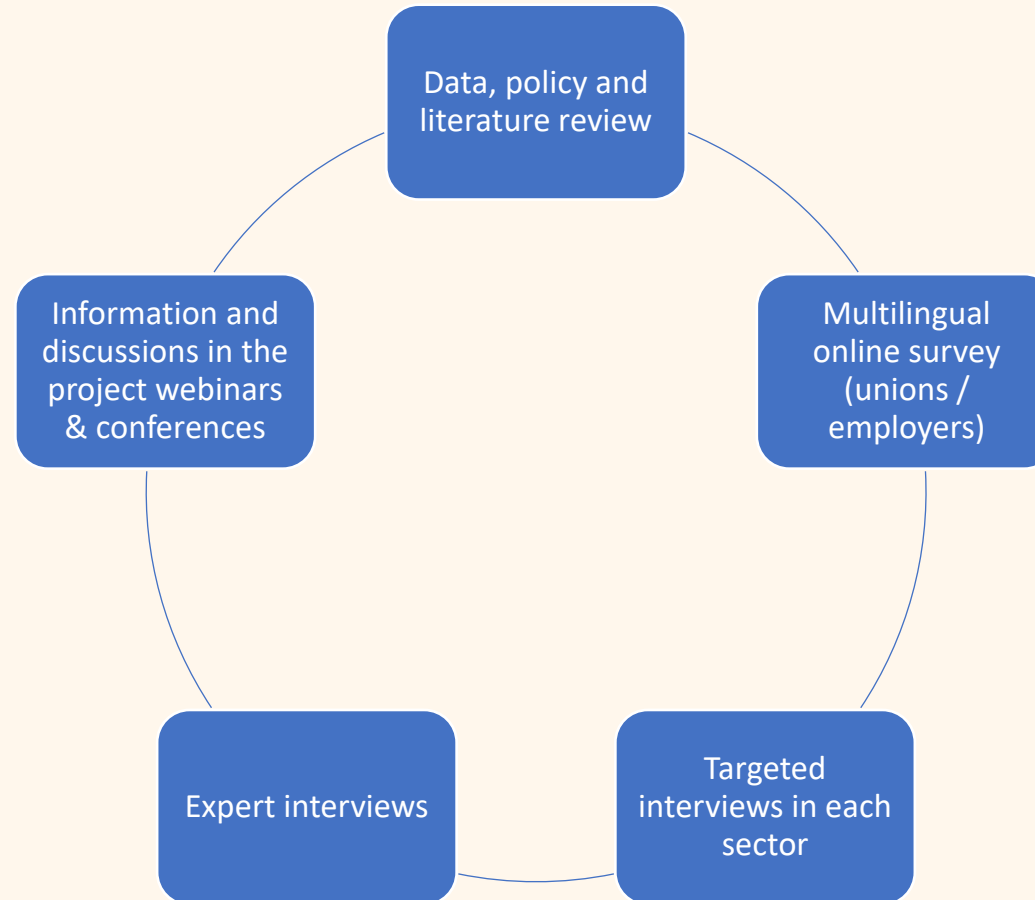 Data, policy and
literature review
Multilingual
online survey
(unions /
employers)
Targeted
interviews in each
sector
Expert interviews
Information and
discussions in the
project webinars
& conferences